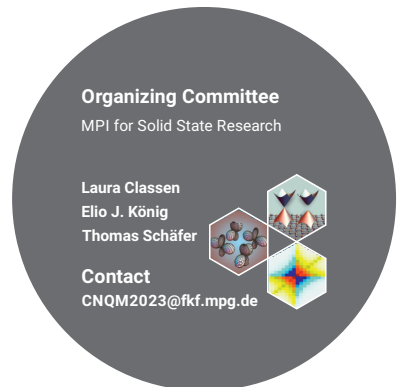 Organizing Committee
MPI for Solid State Research
Laura Classen
Elio J. König
Thomas Schäfer
Contact
CNQM2023@fkf.mpg.de